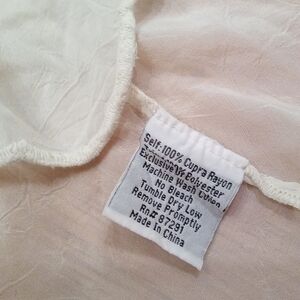 Self: 100% Cupra Rayon
Exclusive Of Polyester
Machine Wash
No Bleach
Tumble Dry Low
Remove Promptly
Rn# 87291
Made In China